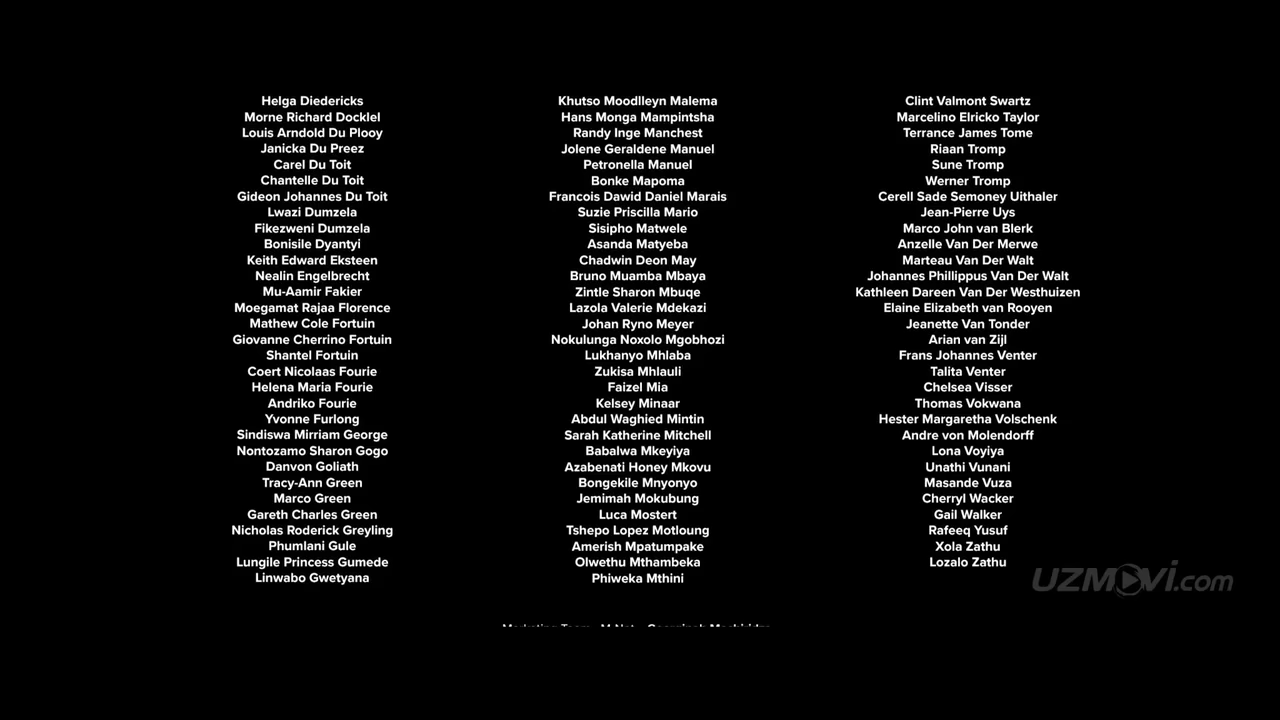 Helga Diedericks
Morne Richard Docklel
Louis Arndold Du Plooy
Janicka Du Preez
Carel Du Toit
Chantelle Du Toit
Gideon Johannes Du Toit
Lwazi Dumzela
Fikezweni Dumzela
Bonisile Dyantyi
Keith Edward Eksteen
Nealin Engelbrecht
Mu-Aamir Fakier
Moegamat Rajaa Florence
Mathew Cole Fortuin
Giovanne Cherrino Fortuin
Shantel Fortuin
Coert Nicolaas Fourie
Helena Maria Fourie
Andriko Fourie
Yvonne Furlong
Sindiswa Mirriam George
Nontozamo Sharon Gogo
Danvon Goliath
Tracy-Ann Green
Marco Green
Gareth Charles Green
Nicholas Roderick Greyling
Phumlani Gule
Lungile Princess Gumede
Linwabo Gwetyana
Khutso Moodlleyn Malema
Hans Monga Mampintsha
Randy Inge Manchest
Jolene Geraldene Manuel
Petronella Manuel
Bonke Mapoma
Francois Dawid Daniel Marais
Suzie Priscilla Mario
Sisipho Matwele
Asanda Matyeba
Chadwin Deon May
Bruno Muamba Mbaya
Zintle Sharon Mbuqe
Lazola Valerie Mdekazi
Johan Ryno Meyer
Nokulunga Noxolo Mgobhozi
Lukhanyo Mhlaba
Zukisa Mhlauli
Faizel Mia
Kelsey Minaar
Abdul Waghied Mintin
Sarah Katherine Mitchell
Babalwa Mkeyiya
Azabenati Honey Mkovu
Bongekile Mnyonyo
Jemimah Mokubung
Luca Mostert
Tshepo Lopez Motloung
Amerish Mpatumpake
Olwethu Mthambeka
Phiweka Mthini
Clint Valmont Swartz
Marcelino Elricko Taylor
Terrance James Tome
Riaan Tromp
Sune Tromp
Werner Tromp
Cerell Sade Semoney Uithaler
Jean-Pierre Uys
Marco John van Blerk
Anzelle Van Der Merwe
Marteau Van Der Walt
Johannes Phillippus Van Der Walt
Kathleen Dareen Van Der Westhuizen
Elaine Elizabeth van Rooyen
Jeanette Van Tonder
Arian van Zijl
Frans Johannes Venter
Talita Venter
Chelsea Visser
Thomas Vokwana
Hester Margaretha Volschenk
Andre von Molendorff
Lona Voyiya
Unathi Vunani
Masande Vuza
Cherryl Wacker
Gail Walker
Rafeeq Yusuf
Xola Zathu
Lozalo Zathu
UZMOVi.com
Marketing Team M-Net